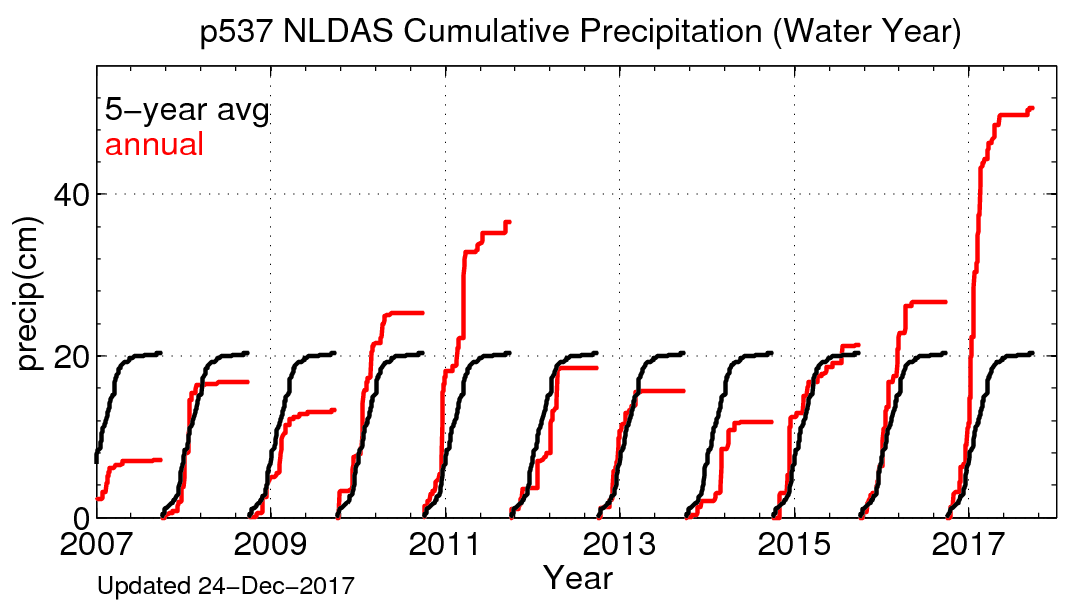 p537 NLDAS Cumulative Precipitation (Water Year)
5−year avg
annual
precip(cm)
40
20
0
2007 2009 2011 2013 2015 2017
Year
Updated 24−Dec−2017